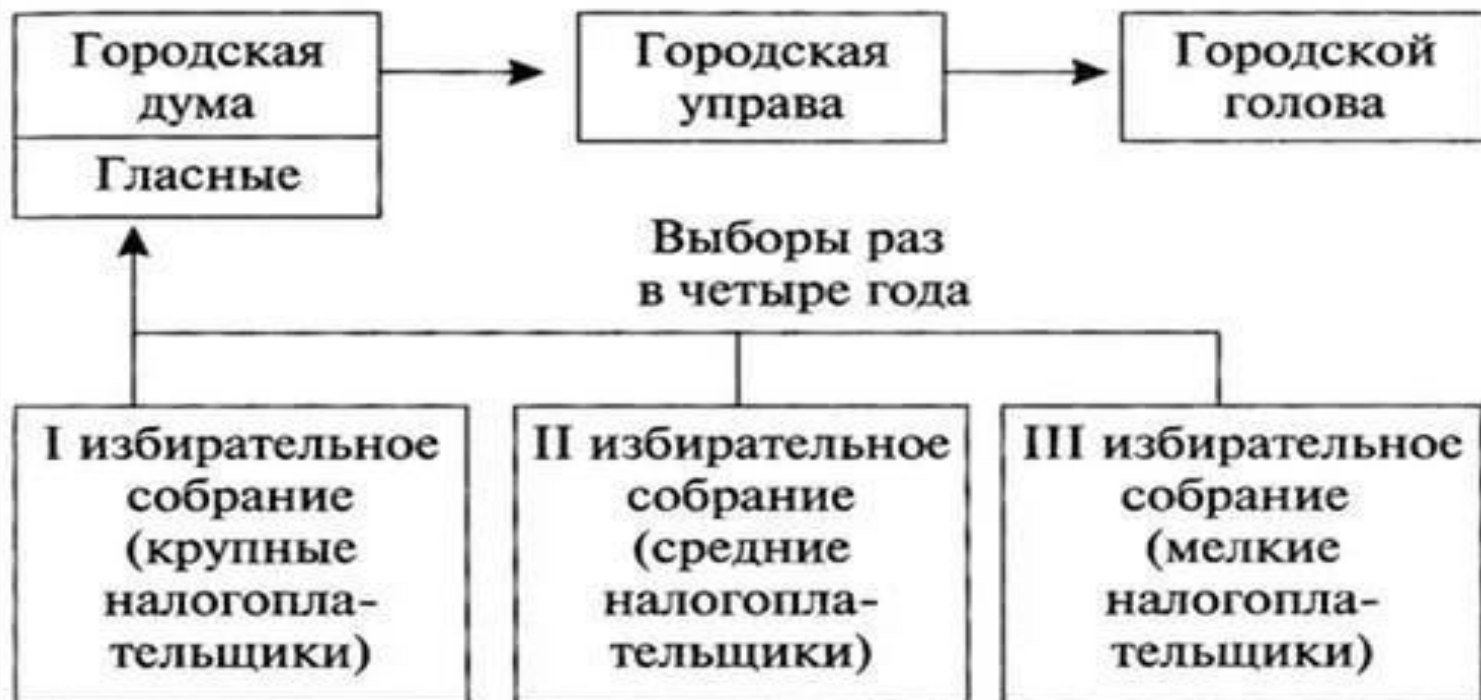 Городская
дума
Гласные
Городская
управа
Городской
голова
Выборы раз
в четыре года
I избирательное
собрание
(крупные
налогопла-
тельщики)
II избирательное
собрание
(средние
налогопла-
тельщики)
III избирательное
собрание
(мелкие
налогопла-
тельщики)